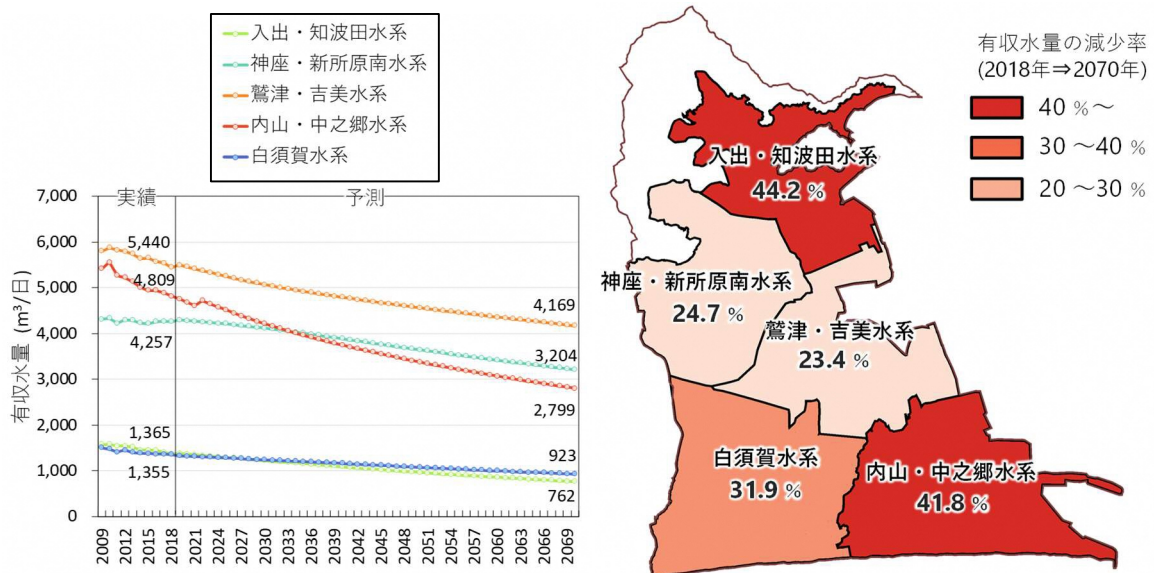 入出・知波田水系
神座・新所原南水系
鷲津・吉美水系
内山・中之郷水系
白須賀水系
有収水量 (m³/日)
7,000
6,000
5,000
4,000
3,000
2,000
1,000
0
実績
予測
5,440
4,809
4,257
1,365
1,355
4,169
3,204
2,799
923
762
2009
2012
2015
2018
2021
2024
2027
2030
2033
2036
2039
2042
2045
2048
2051
2054
2057
2060
2063
2066
2069
有収水量の減少率
(2018年⇒2070年)
40 %～
30 ～40 %
20 ～30 %
入出・知波田水系
44.2 %
神座・新所原南水系
24.7 %
鷲津・吉美水系
23.4 %
白須賀水系
31.9 %
内山・中之郷水系
41.8 %